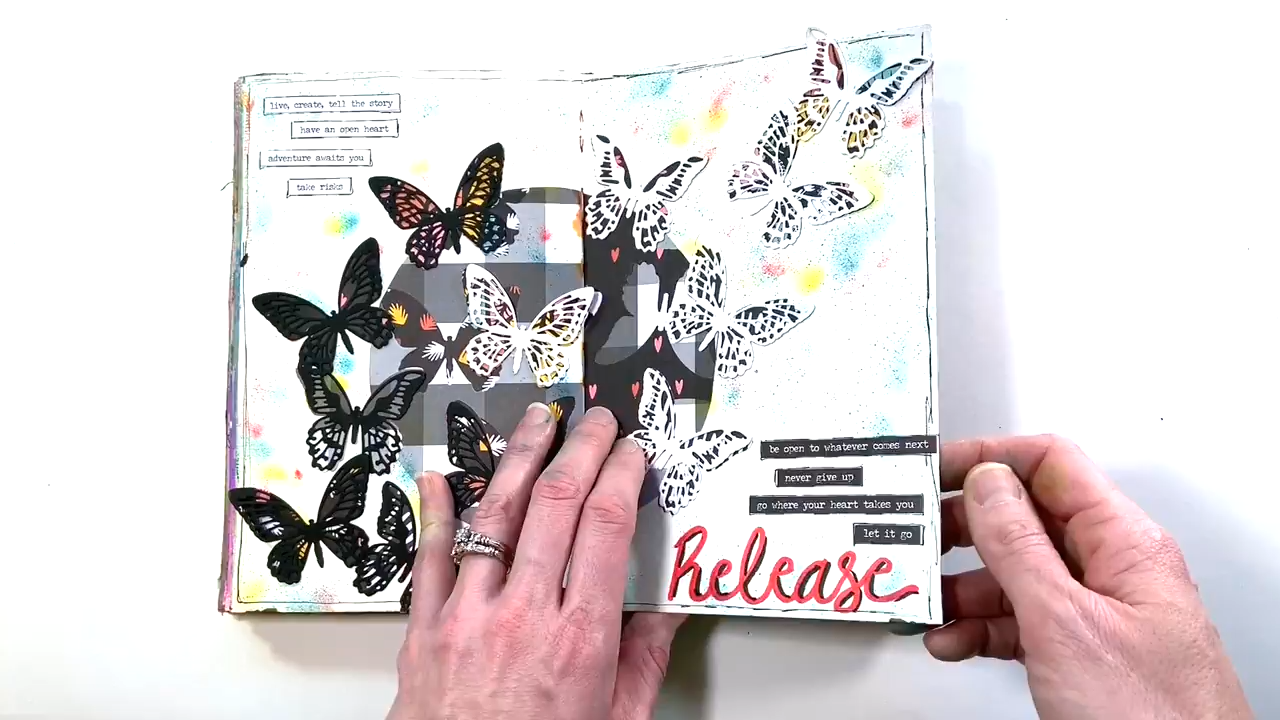 live, create, tell the story
have an open heart
adventure awaits you
take risks
be open to whatever comes next
never give up
go where your heart takes you
let it go
Release